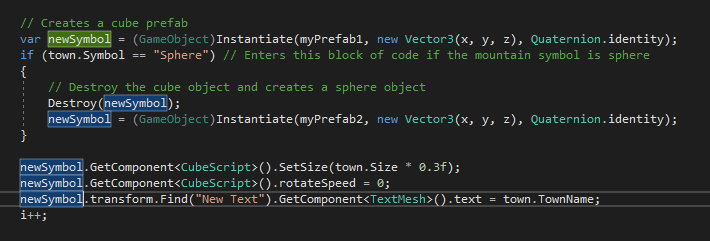 // Creates a cube prefab
var newSymbol = (GameObject)Instantiate(myPrefab1, new Vector3(x, y, z), Quaternion.identity);
if (town.Symbol == "Sphere") // Enters this block of code if the mountain symbol is sphere
{
// Destroy the cube object and creates a sphere object
Destroy(newSymbol);
newSymbol = (GameObject)Instantiate(myPrefab2, new Vector3(x, y, z), Quaternion.identity);
}
newSymbol.GetComponent<CubeScript>().SetSize(town.Size * 0.3f);
newSymbol.GetComponent<CubeScript>().rotateSpeed = 0;
newSymbol.transform.Find("New Text").GetComponent<TextMesh>().text = town.TownName;
i++;